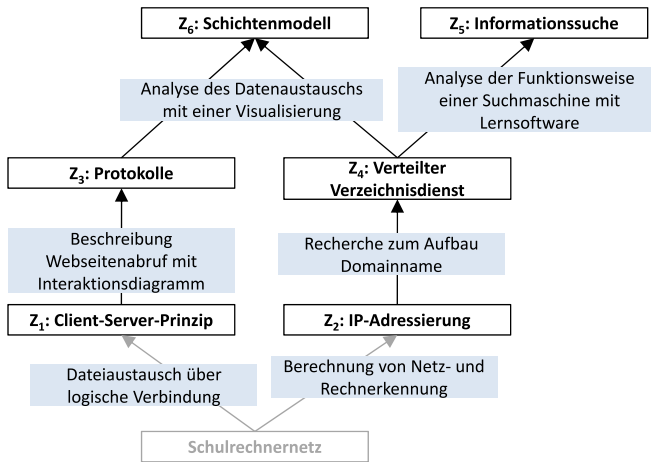 Z₆: Schichtenmodell
Z₅: Informationssuche
Analyse des Datenaustauschs
mit einer Visualisierung
Analyse der Funktionsweise
einer Suchmaschine mit
Lernsoftware
Z₃: Protokolle
Z₄: Verteilter
Verzeichnisdienst
Beschreibung
Webseitenabruf mit
Interaktionsdiagramm
Recherche zum Aufbau
Domainname
Z₁: Client-Server-Prinzip
Z₂: IP-Adressierung
Dateiaustausch über
logische Verbindung
Berechnung von Netz- und
Rechnerkennung
Schulrechnernetz